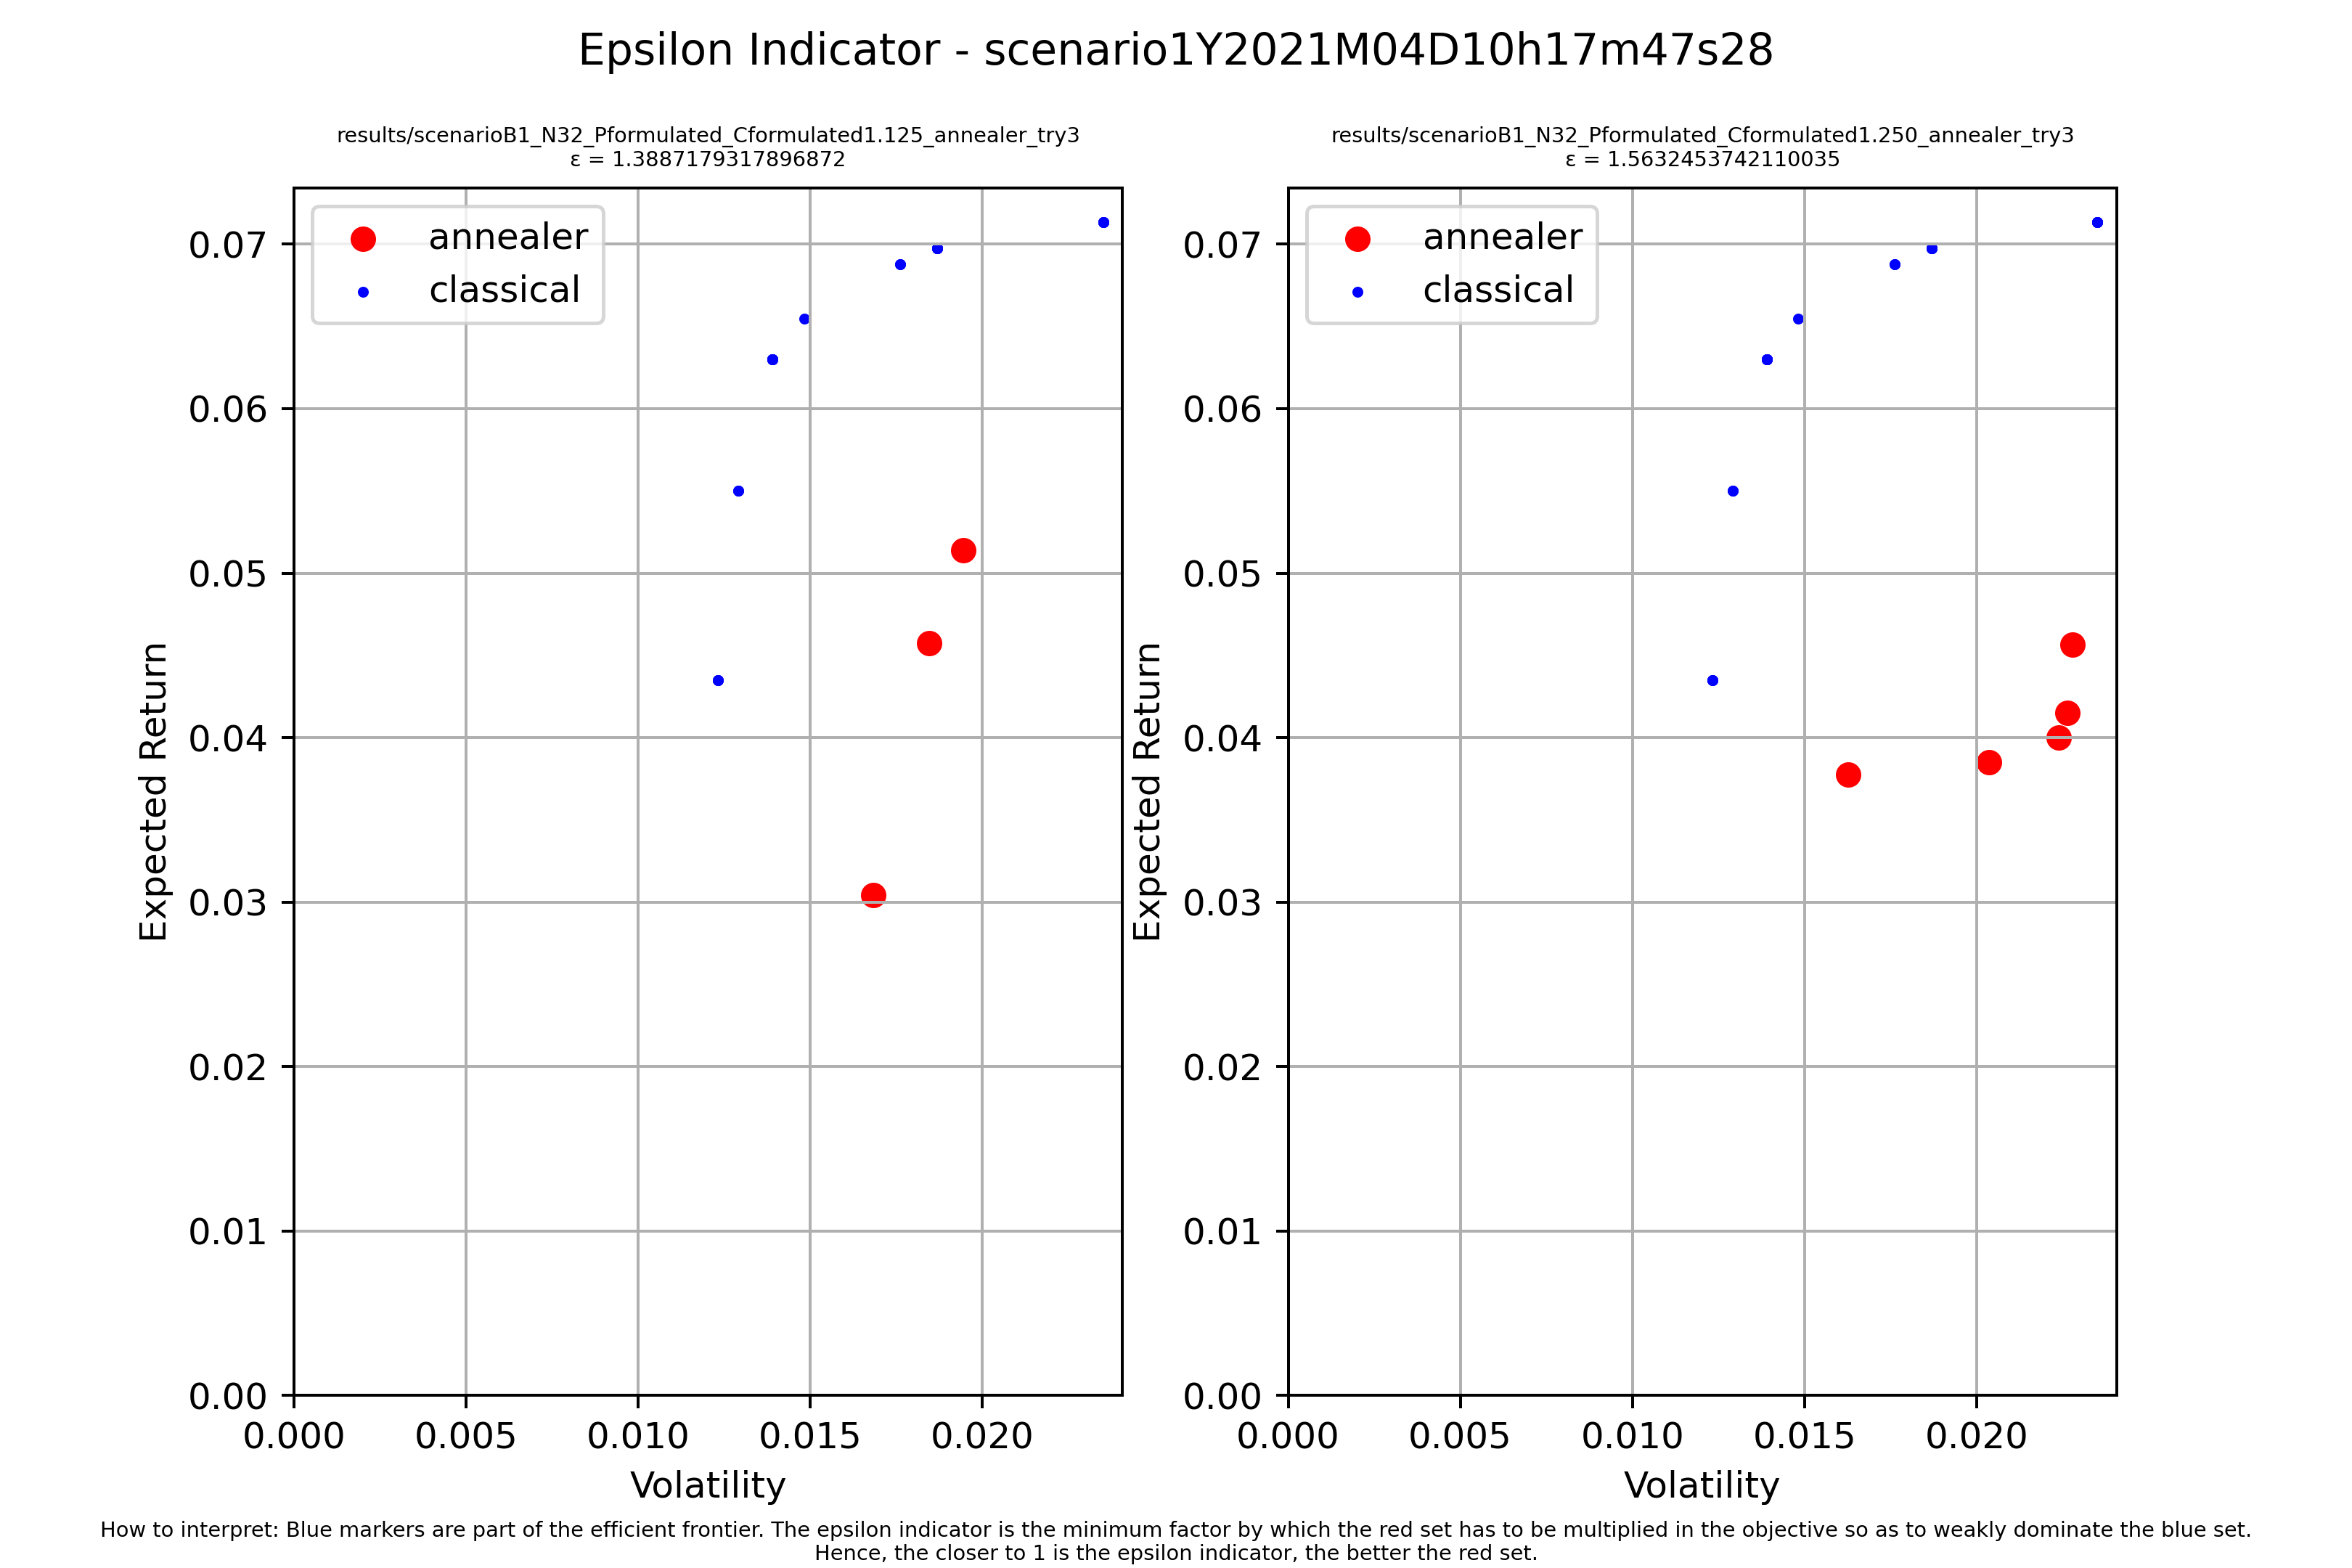 Epsilon Indicator - scenario1Y2021M04D10h17m47s28
results/scenarioB1_N32_Pformulated_Cformulated1.125_annealer_try3
ε = 1.3887179317896872
annealer
classical
0.07
0.06
0.05
0.04
0.03
0.02
0.01
0.00
Expected Return
0.000 0.005 0.010 0.015 0.020
Volatility
results/scenarioB1_N32_Pformulated_Cformulated1.250_annealer_try3
ε = 1.5632453742110035
annealer
classical
0.07
0.06
0.05
0.04
0.03
0.02
0.01
0.00
Expected Return
0.000 0.005 0.010 0.015 0.020
Volatility
How to interpret: Blue markers are part of the efficient frontier. The epsilon indicator is the minimum factor by which the red set has to be multiplied in the objective so as to weakly dominate the blue set.
Hence, the closer to 1 is the epsilon indicator, the better the red set.